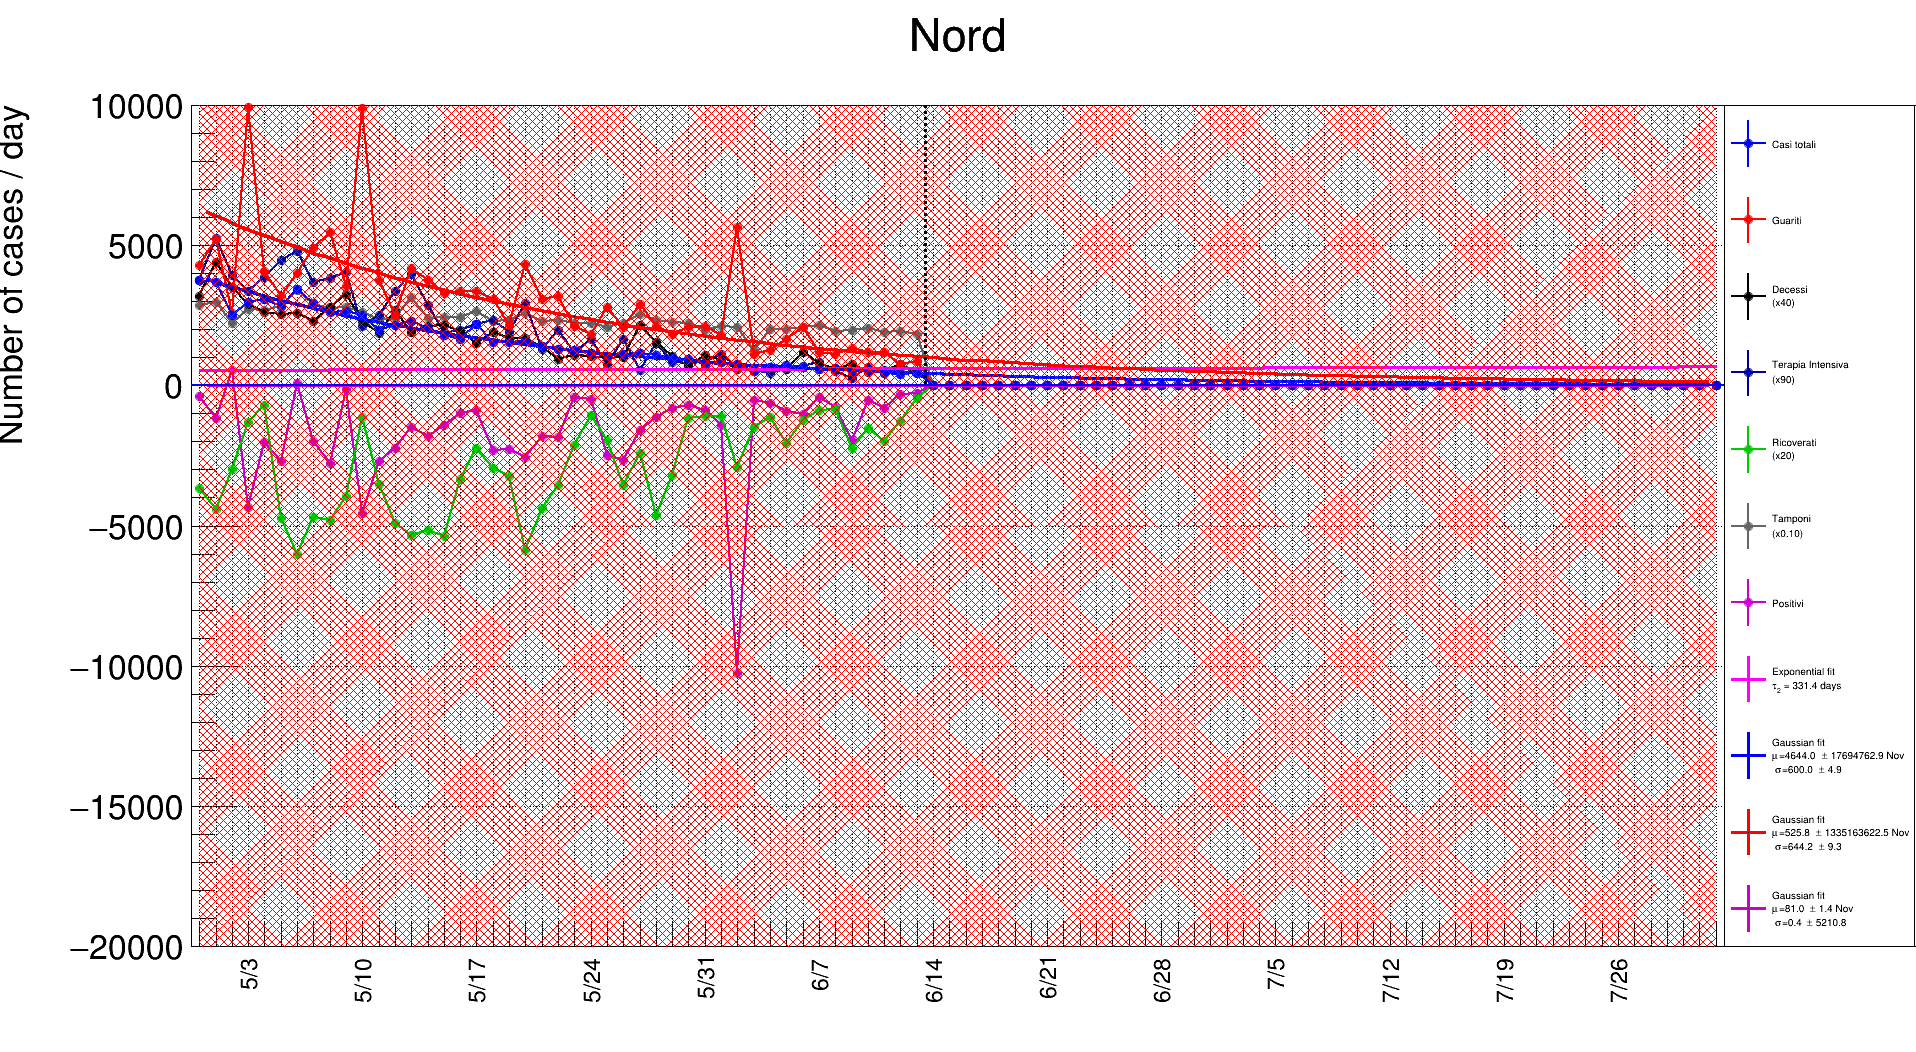 Nord
Number of cases / day
10000
5000
0
−5000
−10000
−15000
−20000
5/3
5/10
5/17
5/24
5/31
6/7
6/14
6/21
6/28
7/5
7/12
7/19
7/26
Casi totali
Guariti
Decessi
(x40)
Terapia Intensiva
(x90)
Ricoverati
(x20)
Tamponi
(x0.10)
Positivi
Exponential fit
τ2 = 331.4 days
Gaussian fit
μ=4644.0 ± 17694762.9 Nov
σ=600.0 ± 4.9
Gaussian fit
μ=525.8 ± 1335163622.5 Nov
σ=644.2 ± 9.3
Gaussian fit
μ=81.0 ± 1.4 Nov
σ=0.4 ± 5210.8